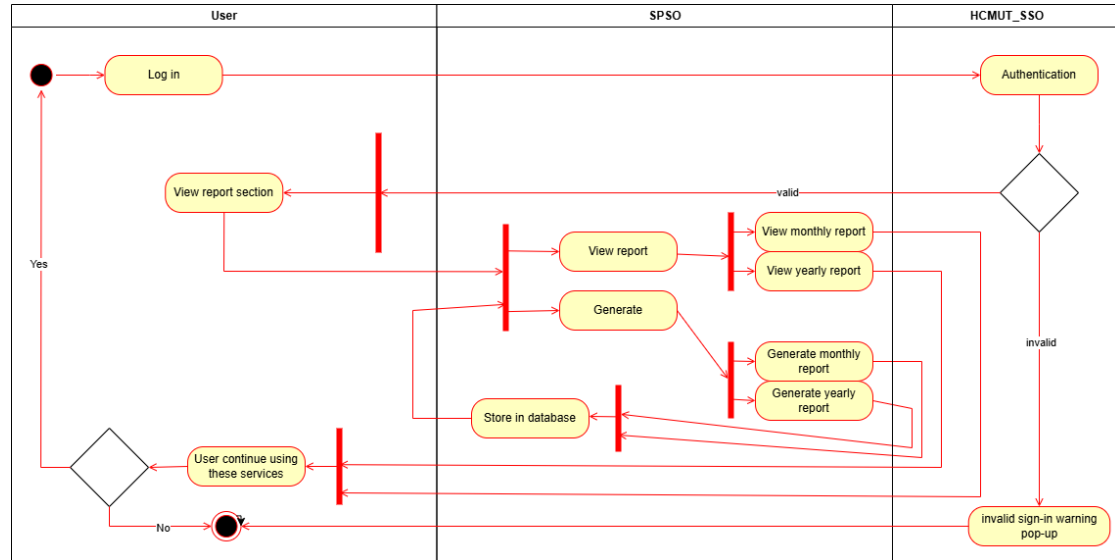 User
SPSO
HCMUT_SSO
Log in
Authentication
View report section
valid
View report
View monthly report
View yearly report
Yes
Generate
invalid
Generate monthly
report
Generate yearly
report
Store in database
User continue using
these services
No
invalid sign-in warning
pop-up